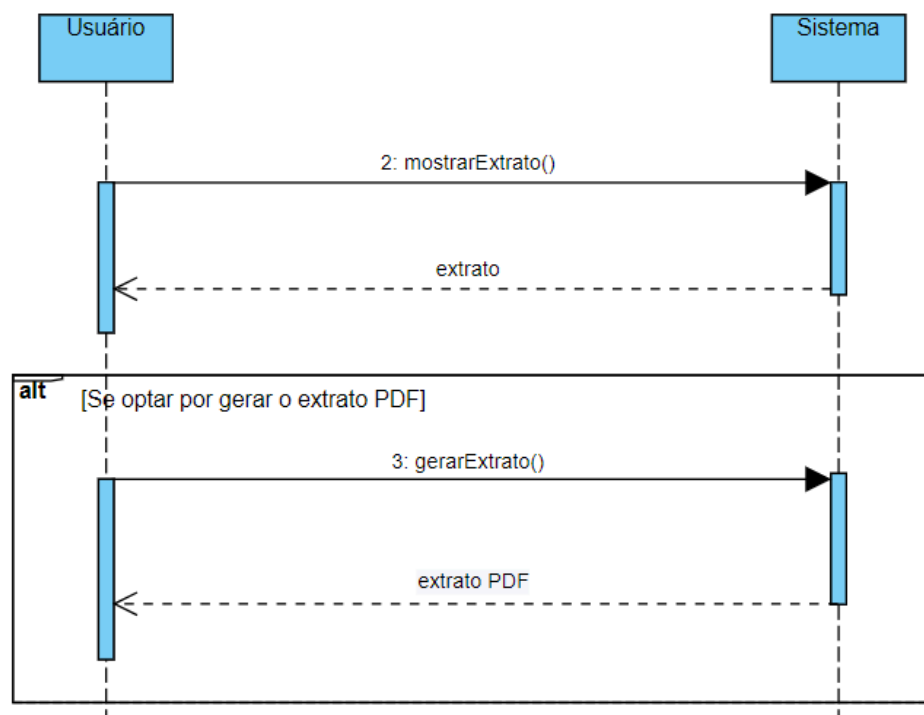 Usuário
Sistema
2: mostrarExtrato()
extrato
alt
[Se optar por gerar o extrato PDF]
3: gerarExtrato()
extrato PDF